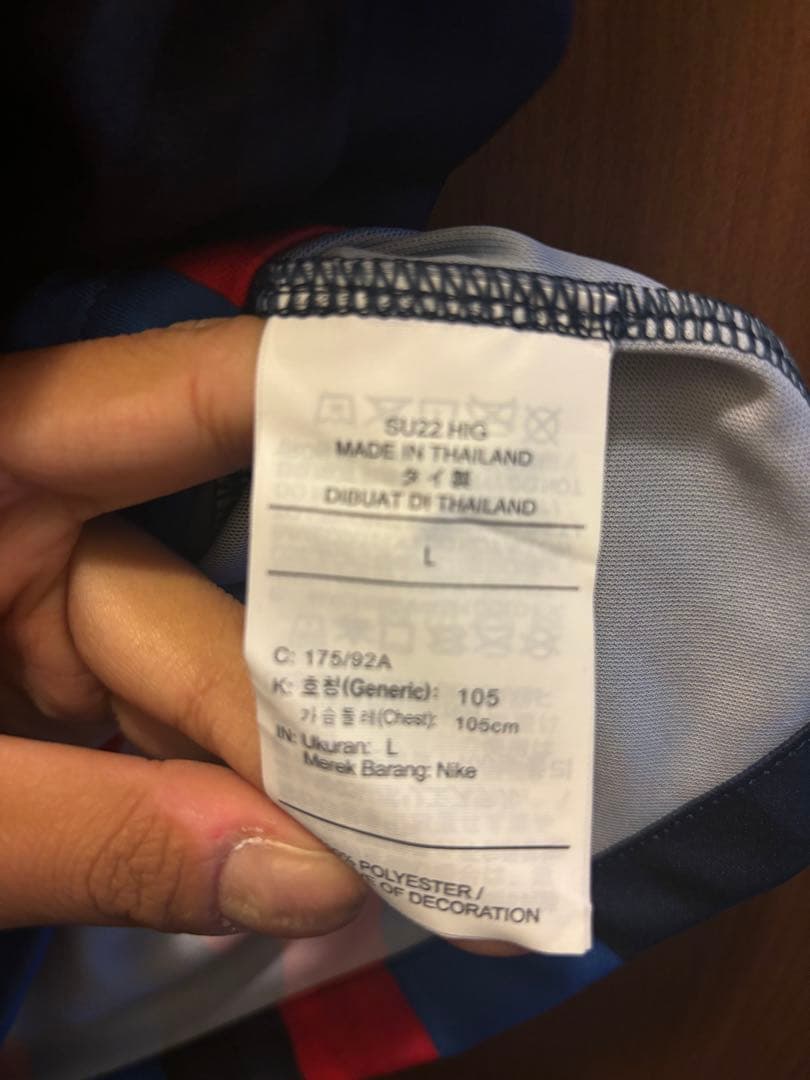 SU22 HIG
MADE IN THAILAND
タイ製
DIBUAT DI THAILAND
L
C: 175/92A
K: 호칭(Generic): 105
가슴둘레(Chest): 105cm
IN: Ukuran: L
Merek Barang: Nike
% POLYESTER /
OF DECORATION